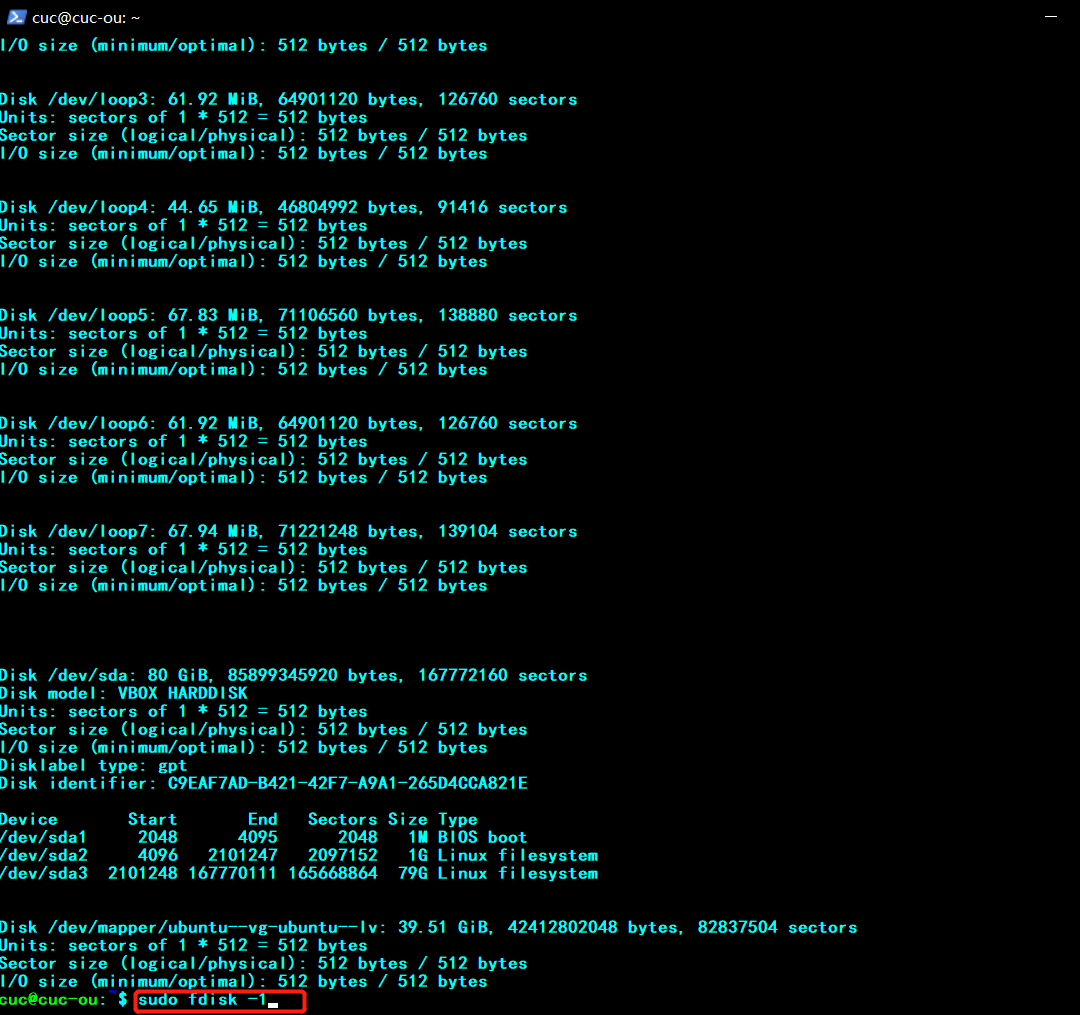 cuc@cuc-ou: ~
I/O size (minimum/optimal): 512 bytes / 512 bytes
Disk /dev/loop3: 61.92 MiB, 64901120 bytes, 126760 sectors
Units: sectors of 1 * 512 = 512 bytes
Sector size (logical/physical): 512 bytes / 512 bytes
I/O size (minimum/optimal): 512 bytes / 512 bytes
Disk /dev/loop4: 44.65 MiB, 46804992 bytes, 91416 sectors
Units: sectors of 1 * 512 = 512 bytes
Sector size (logical/physical): 512 bytes / 512 bytes
I/O size (minimum/optimal): 512 bytes / 512 bytes
Disk /dev/loop5: 67.83 MiB, 71106560 bytes, 138880 sectors
Units: sectors of 1 * 512 = 512 bytes
Sector size (logical/physical): 512 bytes / 512 bytes
I/O size (minimum/optimal): 512 bytes / 512 bytes
Disk /dev/loop6: 61.92 MiB, 64901120 bytes, 126760 sectors
Units: sectors of 1 * 512 = 512 bytes
Sector size (logical/physical): 512 bytes / 512 bytes
I/O size (minimum/optimal): 512 bytes / 512 bytes
Disk /dev/loop7: 67.94 MiB, 71221248 bytes, 139104 sectors
Units: sectors of 1 * 512 = 512 bytes
Sector size (logical/physical): 512 bytes / 512 bytes
I/O size (minimum/optimal): 512 bytes / 512 bytes
Disk /dev/sda: 80 GiB, 85899345920 bytes, 167772160 sectors
Disk model: VBOX HARDDISK
Units: sectors of 1 * 512 = 512 bytes
Sector size (logical/physical): 512 bytes / 512 bytes
I/O size (minimum/optimal): 512 bytes / 512 bytes
Disklabel type: gpt
Disk identifier: C9EAF7AD-B421-42F7-A9A1-265D4CCA821E
Device Start End Sectors Size Type
/dev/sda1 2048 4095 2048 1M BIOS boot
/dev/sda2 4096 2101247 2097152 1G Linux filesystem
/dev/sda3 2101248 167770111 165668864 79G Linux filesystem
Disk /dev/mapper/ubuntu--vg-ubuntu--lv: 39.51 GiB, 42412802048 bytes, 82837504 sectors
Units: sectors of 1 * 512 = 512 bytes
Sector size (logical/physical): 512 bytes / 512 bytes
I/O size (minimum/optimal): 512 bytes / 512 bytes
cuc@cuc-ou:~$ sudo fdisk -l